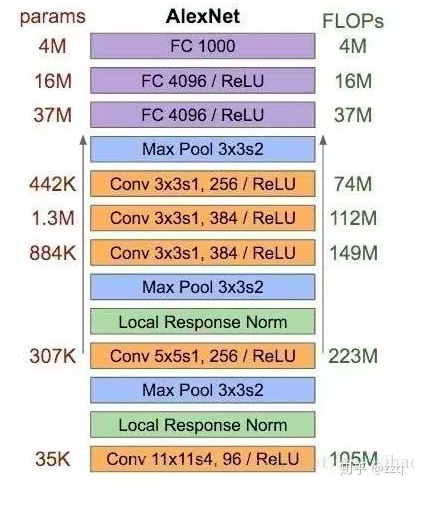 params AlexNet FLOPs
4M FC 1000 4M
16M FC 4096 / ReLU 16M
37M FC 4096 / ReLU 37M
Max Pool 3x3s2
442K Conv 3x3s1, 256 / ReLU 74M
1.3M Conv 3x3s1, 384 / ReLU 112M
884K Conv 3x3s1, 384 / ReLU 149M
Max Pool 3x3s2
Local Response Norm
307K Conv 5x5s1, 256 / ReLU 223M
Max Pool 3x3s2
Local Response Norm
35K Conv 11x11s4, 96 / ReLU 105M
知乎 @zzq